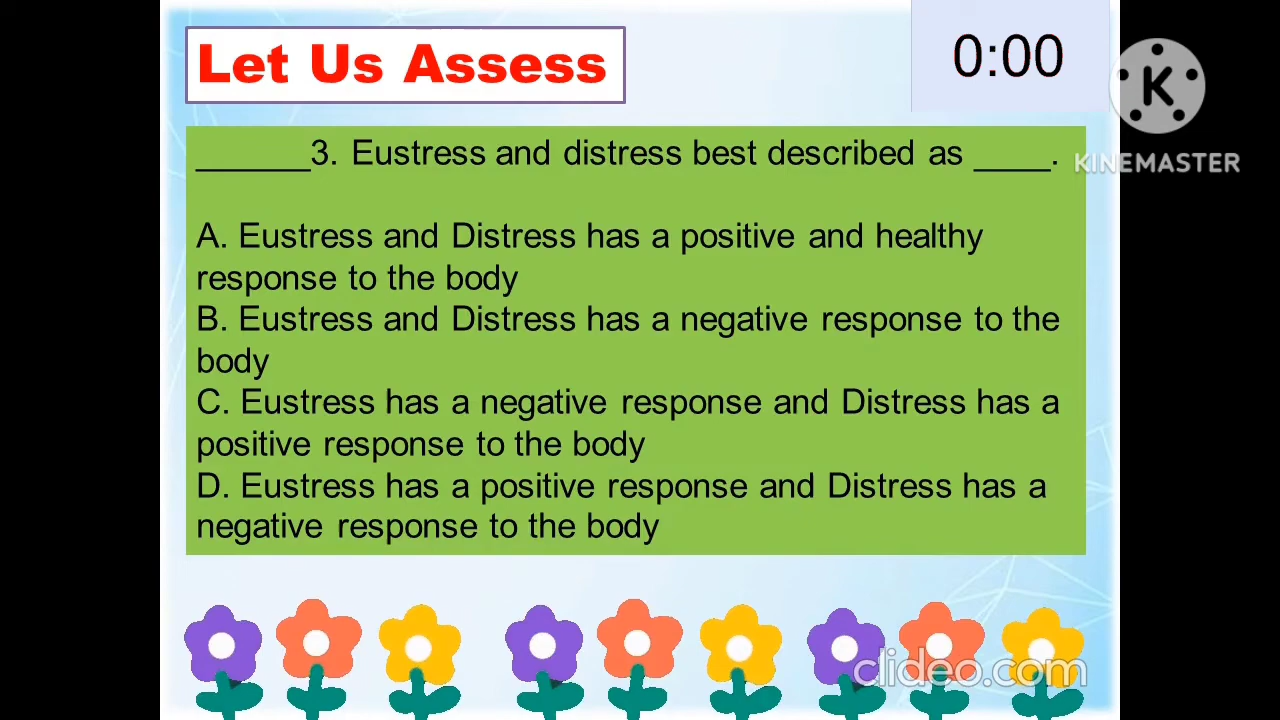 Let Us Assess
0:00
K
KINEMASTER
______3. Eustress and distress best described as ____.
A. Eustress and Distress has a positive and healthy
response to the body
B. Eustress and Distress has a negative response to the
body
C. Eustress has a negative response and Distress has a
positive response to the body
D. Eustress has a positive response and Distress has a
negative response to the body
clideo.com